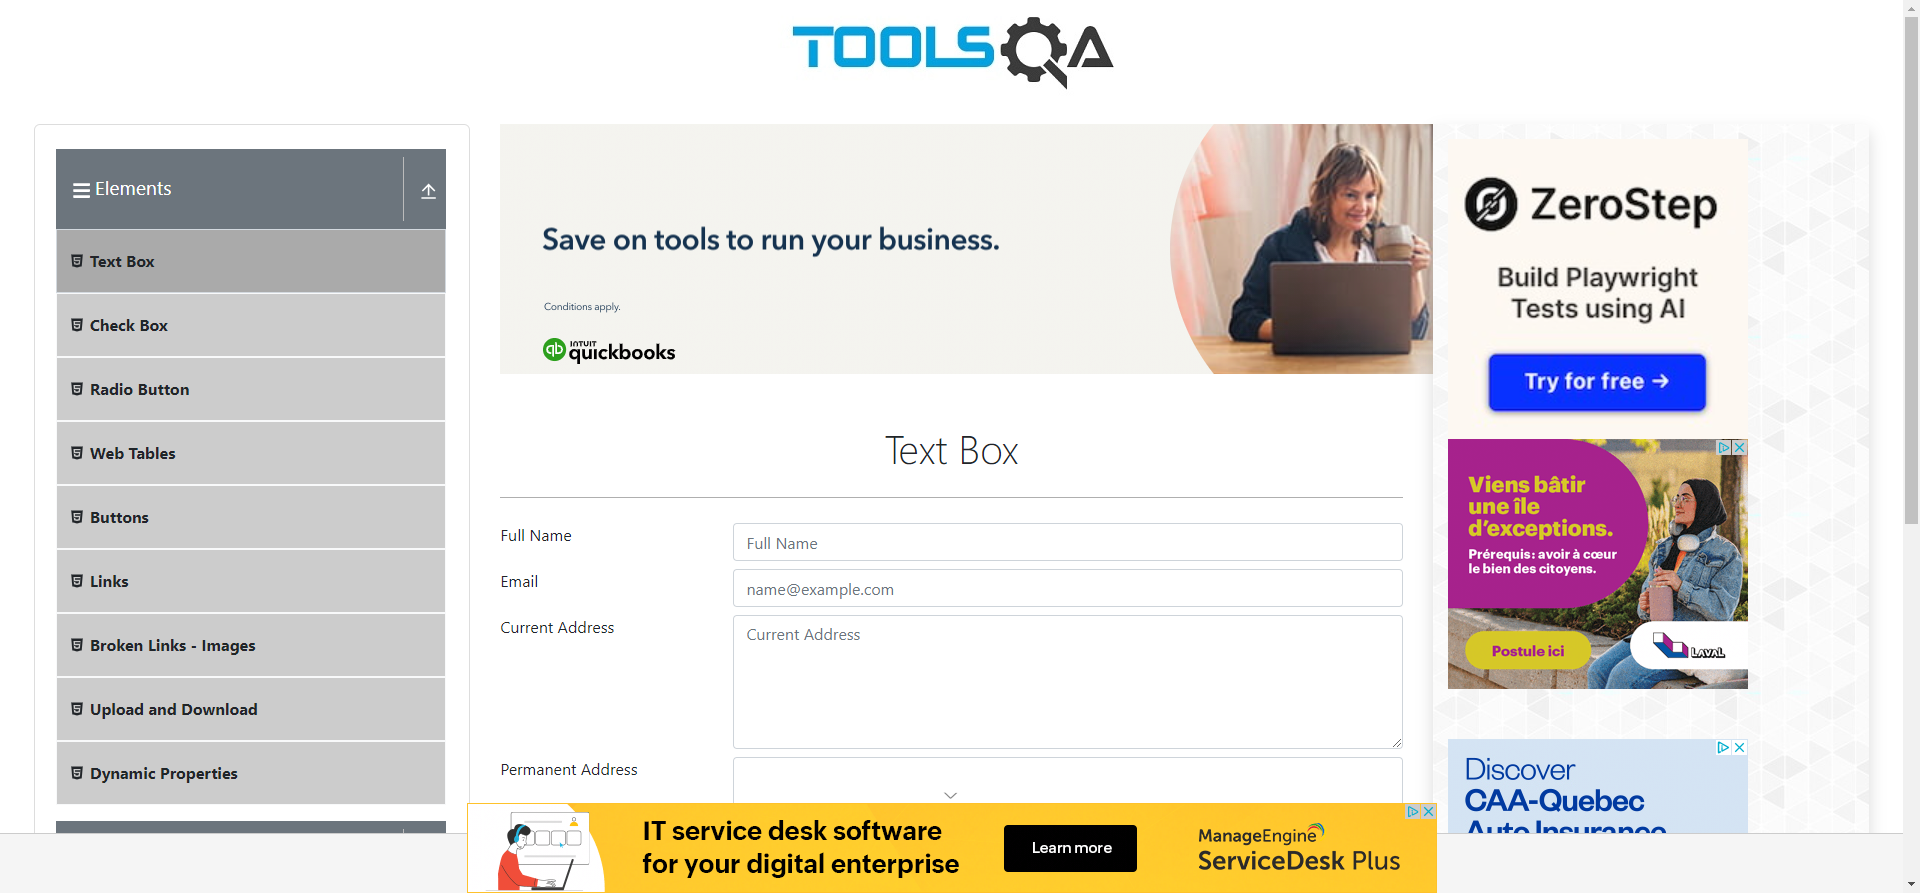 TOOLSQA
Elements
Text Box
Check Box
Radio Button
Web Tables
Buttons
Links
Broken Links - Images
Upload and Download
Dynamic Properties
Save on tools to run your business.
Conditions apply.
qb INTUIT
quickbooks
Text Box
Full Name
Full Name
Email
name@example.com
Current Address
Current Address
Permanent Address
ZeroStep
Build Playwright
Tests using AI
Try for free →
Viens bâtir
une île
d'exceptions.
Prérequis : avoir à cœur
le bien des citoyens.
Postule ici
LAVAL
Discover
CAA-Quebec
Auto Insurance
IT service desk software
for your digital enterprise
Learn more
ManageEngine
ServiceDesk Plus